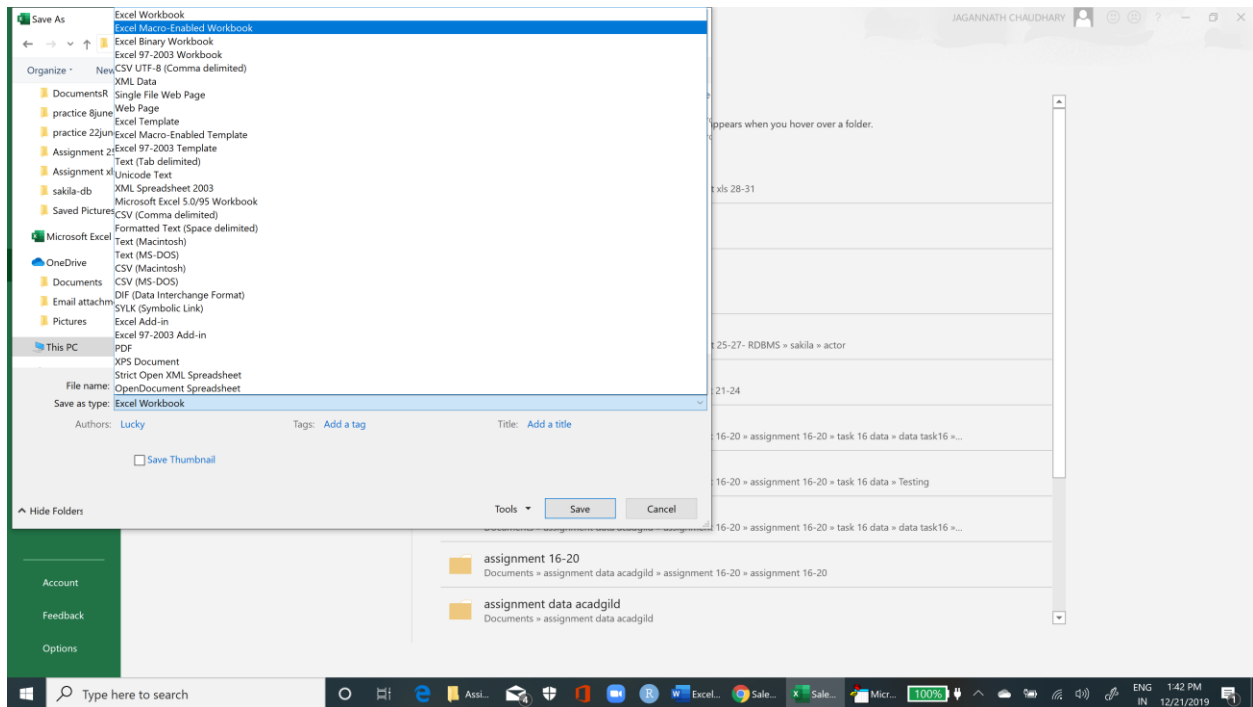 Save As
JAGANNATH CHAUDHARY
Organize
New
DocumentsR
practice 8june
practice 22jun
Assignment 2
Assignment xl
sakila-db
Saved Pictures
Microsoft Excel
OneDrive
Documents
Email attachm
Pictures
This PC
Excel Workbook
Excel Macro-Enabled Workbook
Excel Binary Workbook
Excel 97-2003 Workbook
CSV UTF-8 (Comma delimited)
XML Data
Single File Web Page
Web Page
Excel Template
Excel Macro-Enabled Template
Excel 97-2003 Template
Text (Tab delimited)
Unicode Text
XML Spreadsheet 2003
Microsoft Excel 5.0/95 Workbook
CSV (Comma delimited)
Formatted Text (Space delimited)
Text (Macintosh)
Text (MS-DOS)
CSV (Macintosh)
CSV (MS-DOS)
DIF (Data Interchange Format)
SYLK (Symbolic Link)
Excel Add-in
Excel 97-2003 Add-in
PDF
XPS Document
Strict Open XML Spreadsheet
OpenDocument Spreadsheet
File name:
Save as type: Excel Workbook
Authors: Lucky Tags: Add a tag Title: Add a title
Save Thumbnail
Hide Folders Tools Save Cancel
appears when you hover over a folder.
t xls 28-31
t 25-27- RDBMS » sakila » actor
21-24
16-20 » assignment 16-20 » task 16 data » data task16 »...
16-20 » assignment 16-20 » task 16 data » Testing
16-20 » assignment 16-20 » task 16 data » data task16 »...
assignment 16-20
Documents » assignment data acadgild » assignment 16-20 » assignment 16-20
assignment data acadgild
Documents » assignment data acadgild
Account
Feedback
Options
Type here to search
Assi...
Excel...
Sale...
Sale...
Micr...
100%
ENG
IN
1:42 PM
12/21/2019